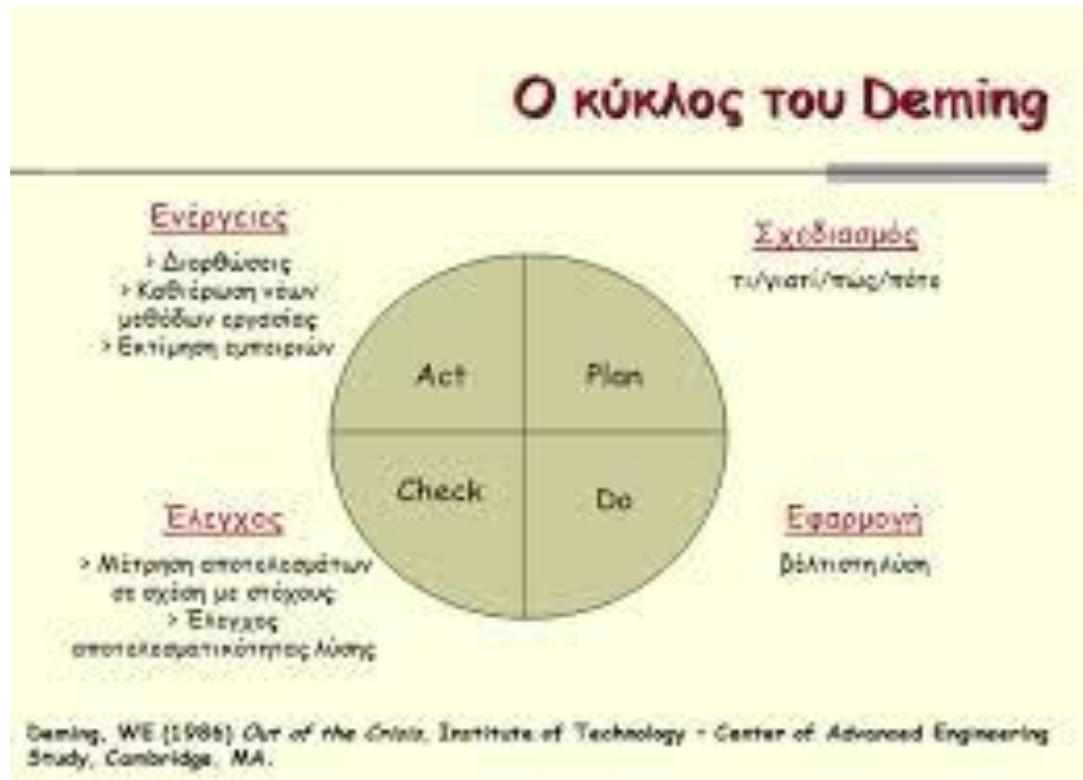 Ο κύκλος του Deming
Ενέργειες
> Διορθώσεις
> Καθιέρωση νέων
μεθόδων εργασίας
> Εκτίμηση εμπειριών
Σχεδιασμός
τι/γιατί/πώς/πότε
Act
Plan
Check
Do
Έλεγχος
> Μέτρηση αποτελεσμάτων
σε σχέση με στόχους
> Έλεγχος
αποτελεσματικότητας λύσης
Εφαρμογή
βέλτιστη λύση
Deming, WE (1986) Out of the Crisis, Institute of Technology - Center of Advanced Engineering
Study, Cambridge, MA.